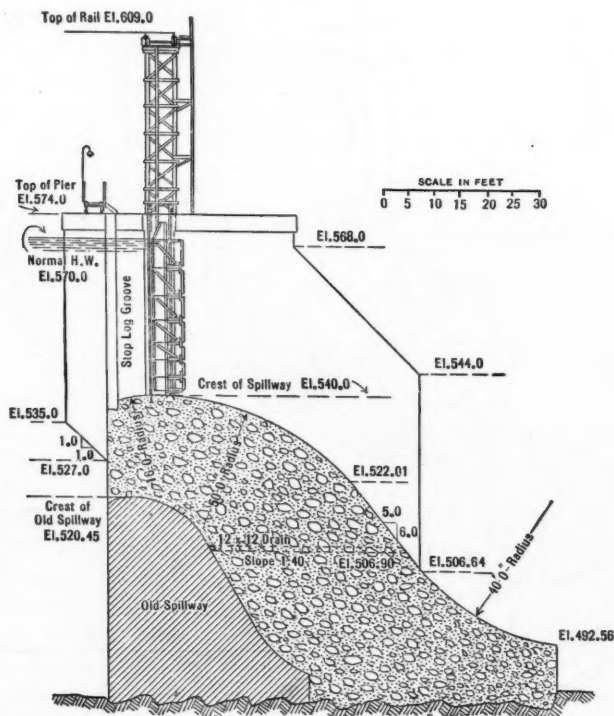 Top of Rail El.609.0
SCALE IN FEET
0 5 10 15 20 25 30
Top of Pier
El.574.0
El.568.0
Normal H.W.
El.570.0
Stop Log Groove
El.544.0
Crest of Spillway El.540.0
El.535.0
1.0
1.0
El.527.0
16'0" Radius
50'0" Radius
El.522.01
5.0
6.0
Crest of
Old Spillway
El.520.45
12 x 12 Drain
Slope 1:40
El.506.90
El.506.64
40'0" Radius
Old Spillway
El.492.56